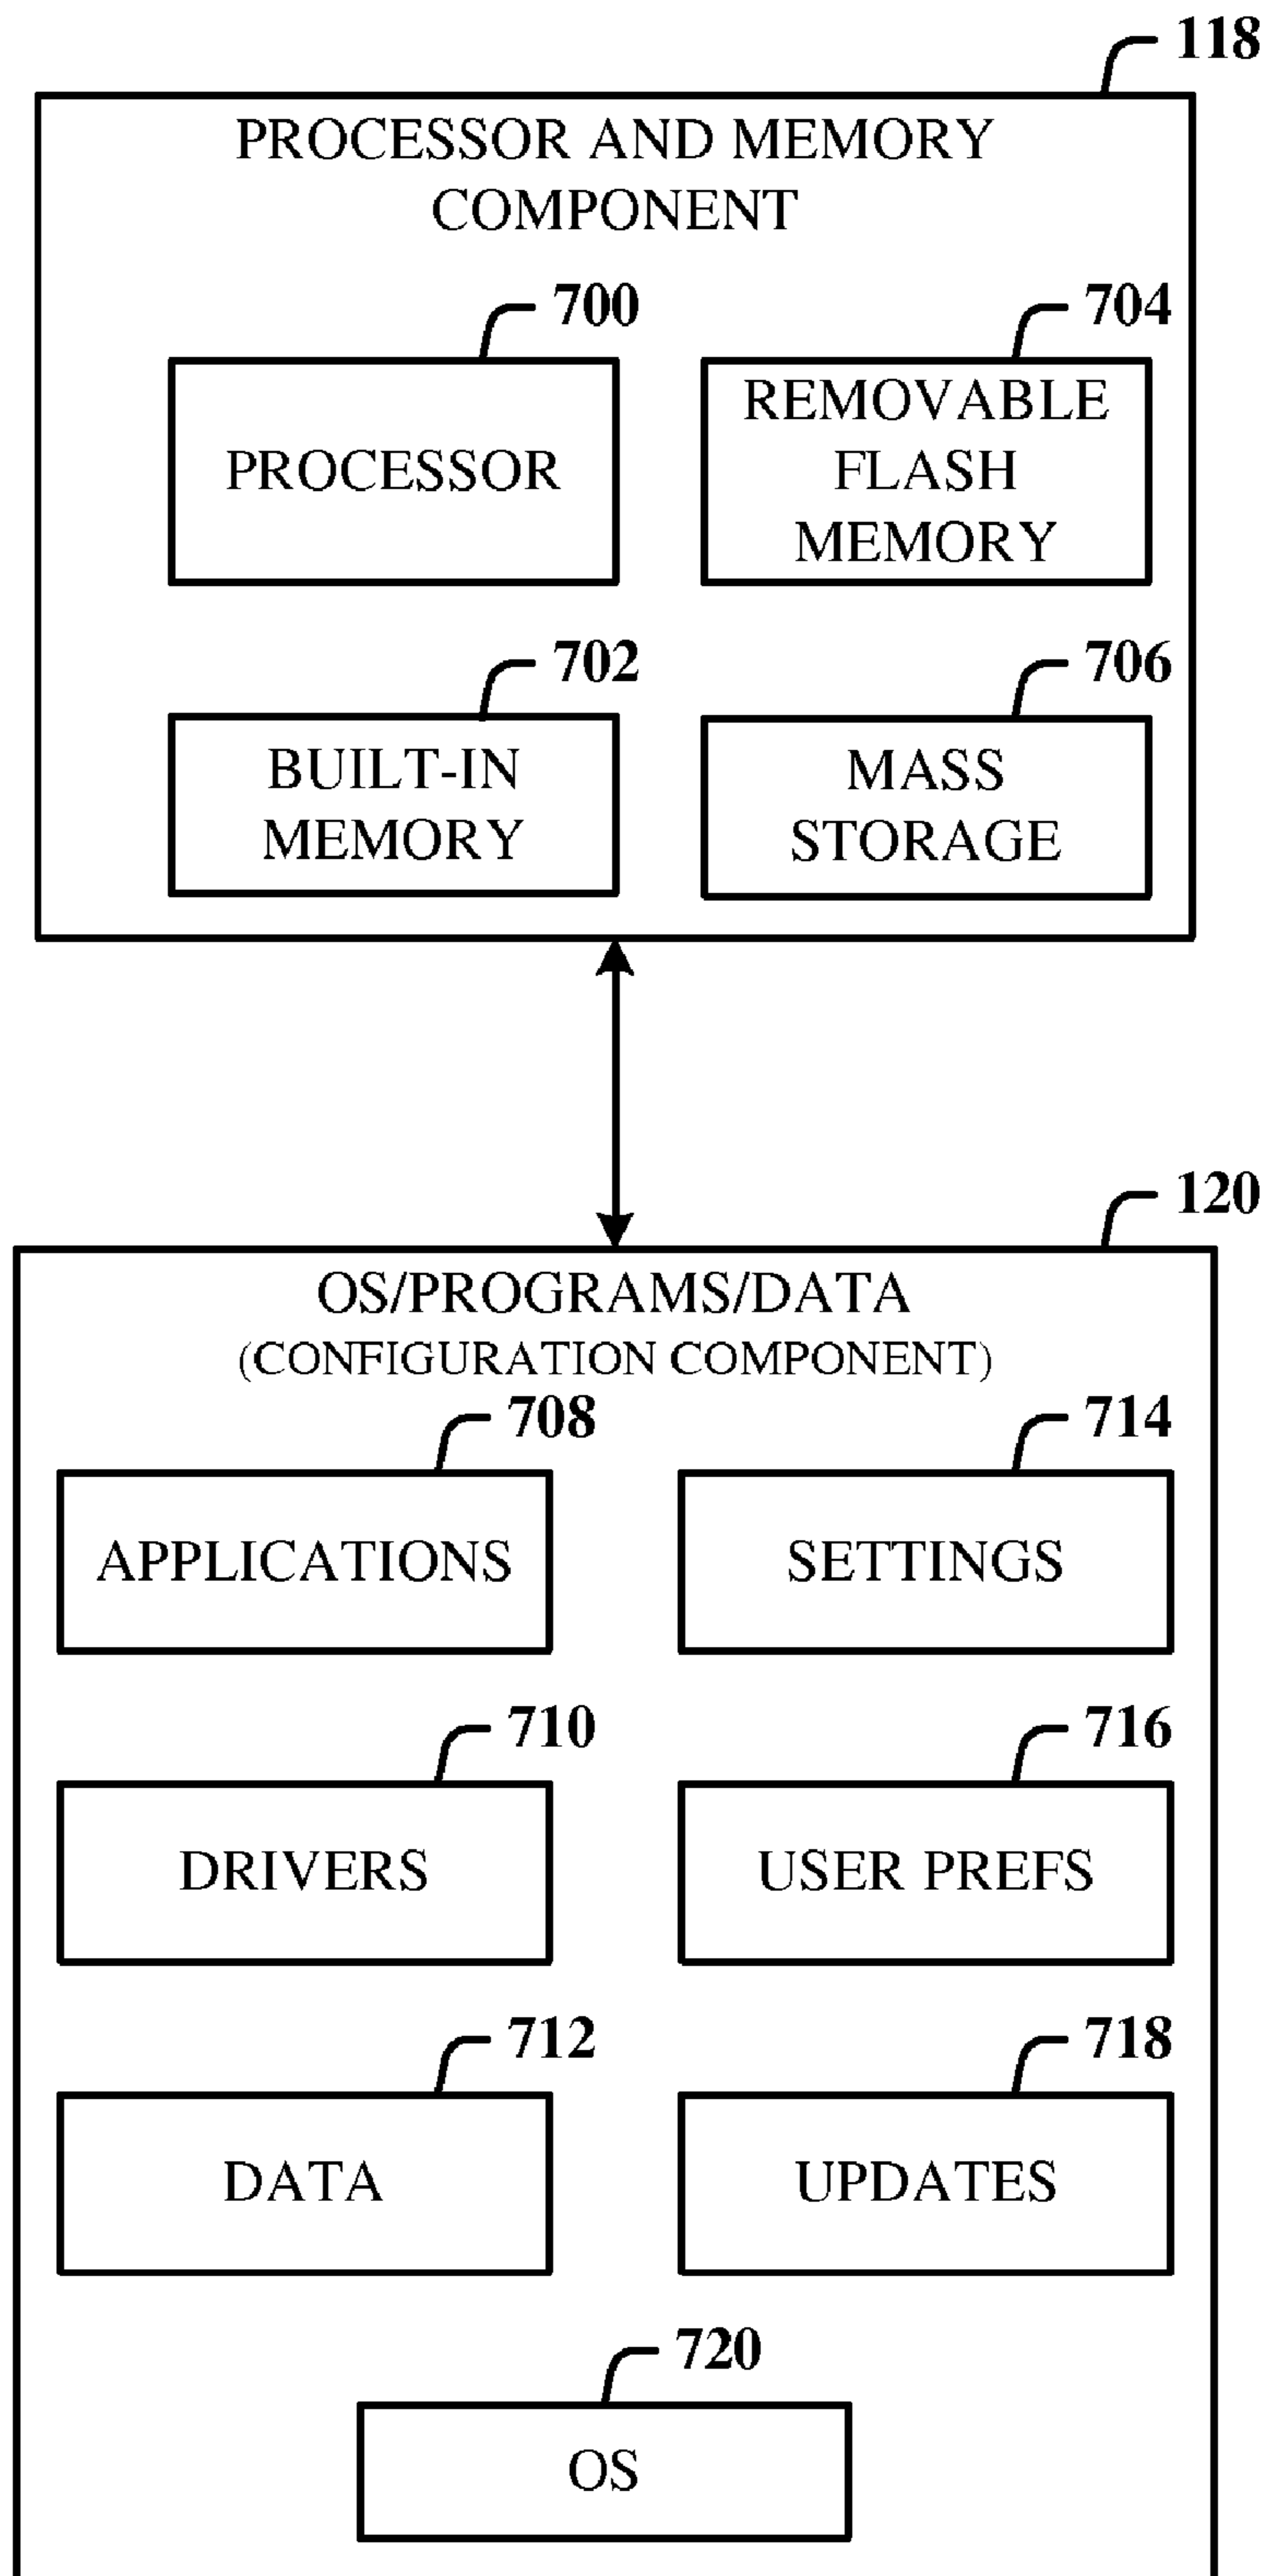 118
PROCESSOR AND MEMORY
COMPONENT
700
PROCESSOR
704
REMOVABLE
FLASH
MEMORY
702
BUILT-IN
MEMORY
706
MASS
STORAGE
120
OS/PROGRAMS/DATA
(CONFIGURATION COMPONENT)
708
APPLICATIONS
714
SETTINGS
710
DRIVERS
716
USER PREFS
712
DATA
718
UPDATES
720
OS